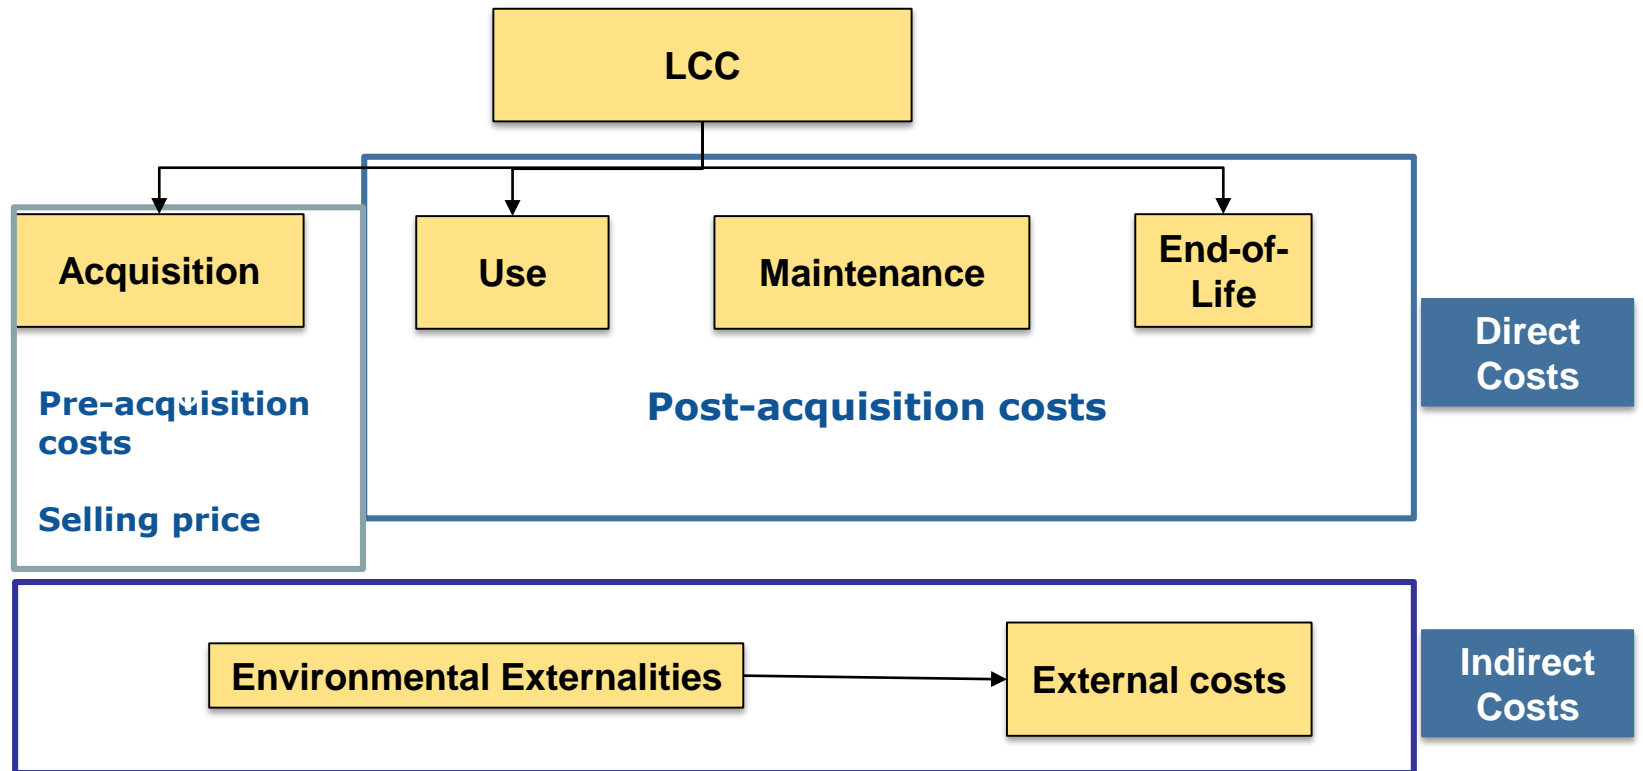 LCC
Acquisition
Use
Maintenance
End-of-
Life
Direct
Costs
Pre-acquisition
costs
Selling price
Post-acquisition costs
Environmental Externalities
External costs
Indirect
Costs